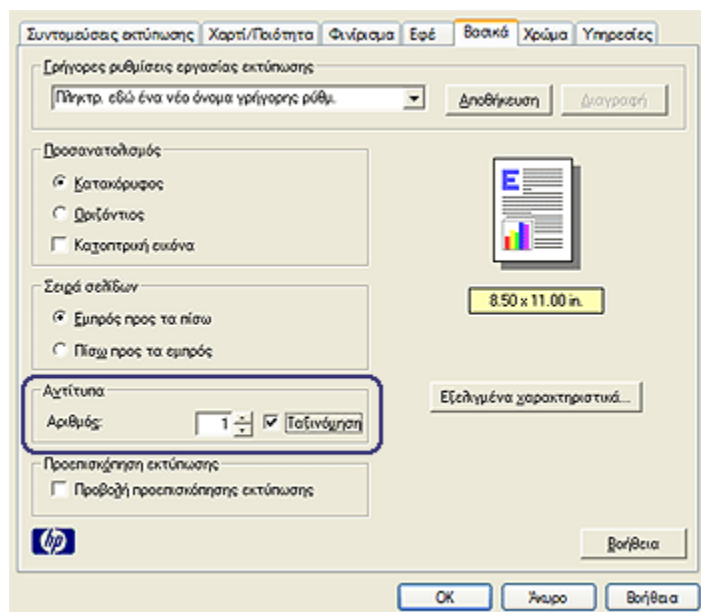 Συντομεύσεις εκτύπωσης Χαρτί/Ποιότητα Φινίρισμα Εφέ Βασικά Χρώμα Υπηρεσίες
Γρήγορες ρυθμίσεις εργασίας εκτύπωσης
Πληκτρ. εδώ ένα νέο όνομα γρήγορης ρύθμ. Αποθήκευση Διαγραφή
Προσανατολισμός
Κατακόρυφος
Οριζόντιος
Κατοπτρική εικόνα
E
Σειρά σελίδων
8.50 x 11.00 in.
Εμπρός προς τα πίσω
Πίσω προς τα εμπρός
Αντίτυπα
Αριθμός: 1 Ταξινόμηση
Εξελιγμένα χαρακτηριστικά...
Προεπισκόπηση εκτύπωσης
Προβολή προεπισκόπησης εκτύπωσης
hp
Βοήθεια
OK Άκυρο Βοήθεια